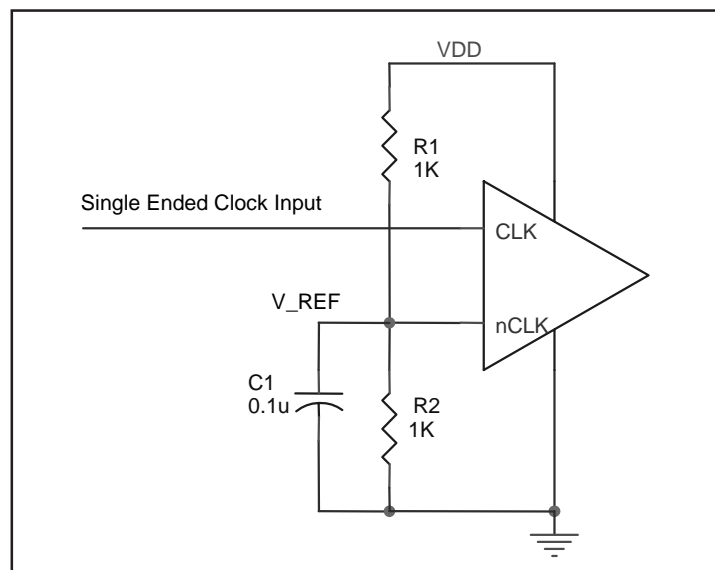 VDD
R1
1K
Single Ended Clock Input
CLK
V_REF
nCLK
C1
0.1u
R2
1K